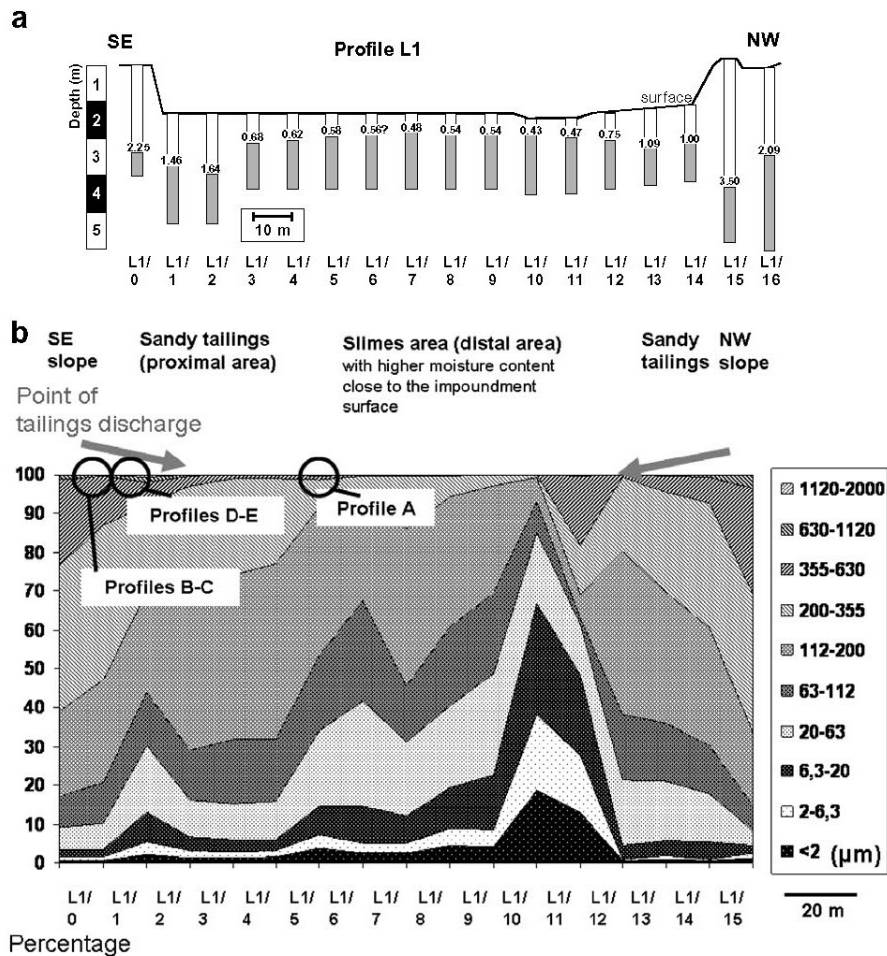 a
SE
Profile L1
NW
Depth (m)
1
2
3
4
5
surface
2.25
1.46
1.64
0.68
0.62
0.58
0.56?
0.48
0.54
0.54
0.43
0.47
0.75
1.09
1.00
3.50
2.09
10 m
L1/ L1/ L1/ L1/ L1/ L1/ L1/ L1/ L1/ L1/ L1/ L1/ L1/ L1/ L1/ L1/ L1/
0 1 2 3 4 5 6 7 8 9 10 11 12 13 14 15 16
b
SE
slope
Sandy tailings
(proximal area)
Slimes area (distal area)
with higher moisture content
close to the impoundment
surface
Sandy
tailings
NW
slope
Point of
tailings discharge
100
90
80
70
60
50
40
30
20
10
0
Profiles D-E
Profile A
Profiles B-C
1120-2000
630-1120
355-630
200-355
112-200
63-112
20-63
6,3-20
2-6,3
<2 (μm)
L1/ L1/ L1/ L1/ L1/ L1/ L1/ L1/ L1/ L1/ L1/ L1/ L1/ L1/ L1/ L1/
0 1 2 3 4 5 6 7 8 9 10 11 12 13 14 15
20 m
Percentage